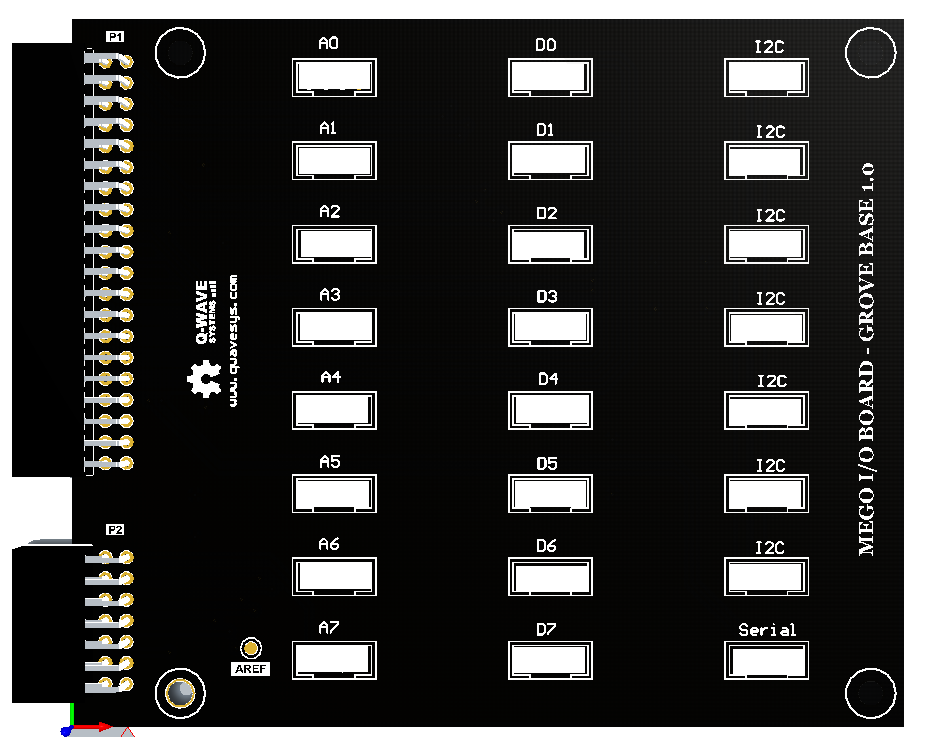 P1
A0 D0 I2C
A1 D1 I2C
A2 D2 I2C
A3 D3 I2C
A4 D4 I2C
A5 D5 I2C
A6 D6 I2C
A7 D7 Serial
P2
AREF
Q-WAVE
SYSTEMS
www.qwavesys.com
MEGO I/O BOARD - GROVE BASE 1.0